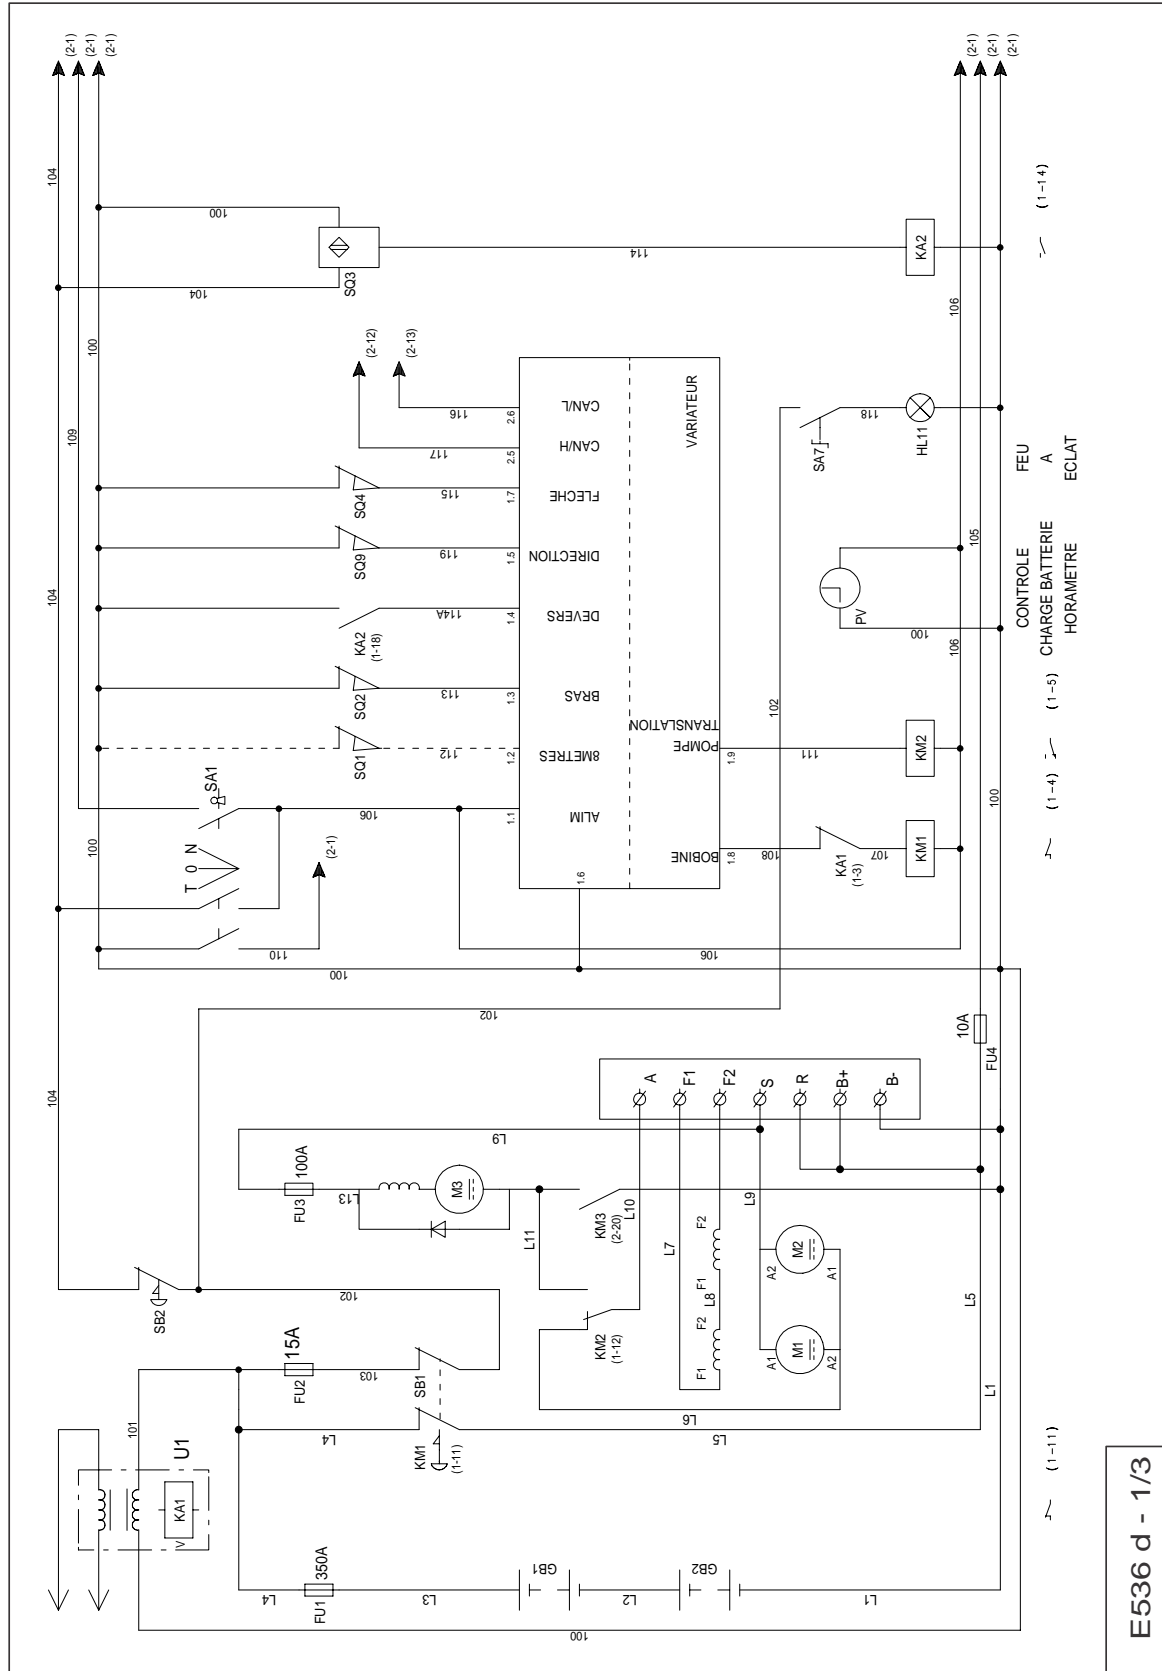 (2-1)
(2-1)
(2-1)
104
109
100
104
100
104
100
SQ3
114
KA2
106
(1-14)
(2-1)
(2-1)
(2-1)
(2-12)
(2-13)
117
116
SQ4
SQ9
KA2
(1-18)
SQ2
SQ1
115
119
114A
113
112
2.6
2.5
1.7
1.5
1.4
1.3
1.2
1.1
1.6
CAN/L
CAN/H
FLECHE
DIRECTION
DEVERS
BRAS
8METRES
ALIM
VARIATEUR
TRANSLATION
POMPE
BOBINE
1.9
1.8
SA1
T 0 N
100
106
110
(2-1)
100
106
102
SA7
118
HL11
PV
100
106
105
111
KM2
108
KA1
(1-3)
107
KM1
100
FEU
A
ECLAT
CONTROLE
CHARGE BATTERIE
HORAMETRE
(1-5)
(1-4)
104
102
10A
FU4
A
F1
F2
S
R
B+
B-
L9
100A
FU3
L13
M3
L11
KM3
(2-20)
L10
L7
L9
F2
F1
L8
F2
F1
A2
M2
A1
A1
M1
A2
SB2
102
KM2
(1-12)
L5
L1
15A
FU2
103
SB1
L4
KM1
(1-11)
L6
L5
101
U1
KA1
V
L4
350A
FU1
L3
GB1
L2
GB2
L1
100
(1-11)
E536 d - 1/3